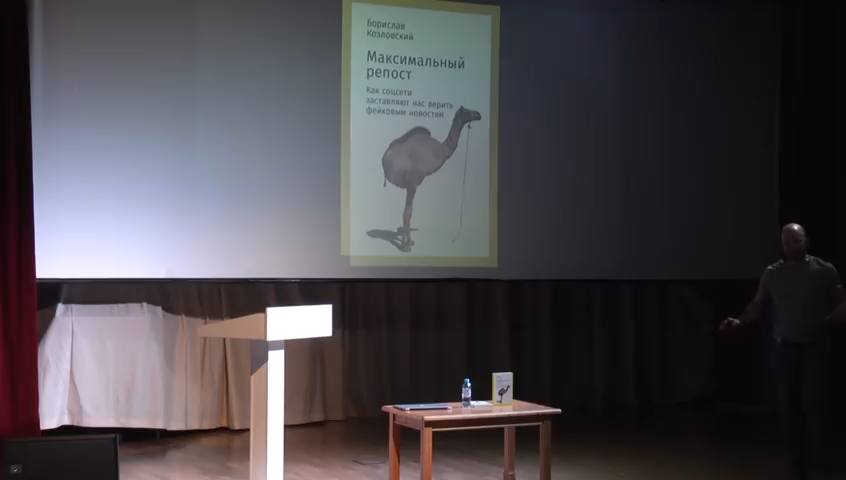 Борислав
Козловский
Максимальный
репост
Как соцсети
заставляют нас верить
фейковым новостям